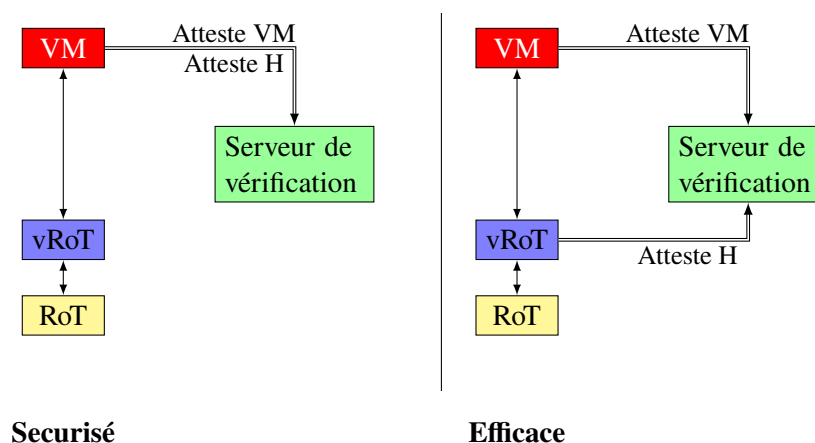 VM
Atteste VM
Atteste H
Serveur de
vérification
vRoT
RoT
Securisé
VM
Atteste VM
Serveur de
vérification
vRoT
Atteste H
RoT
Efficace